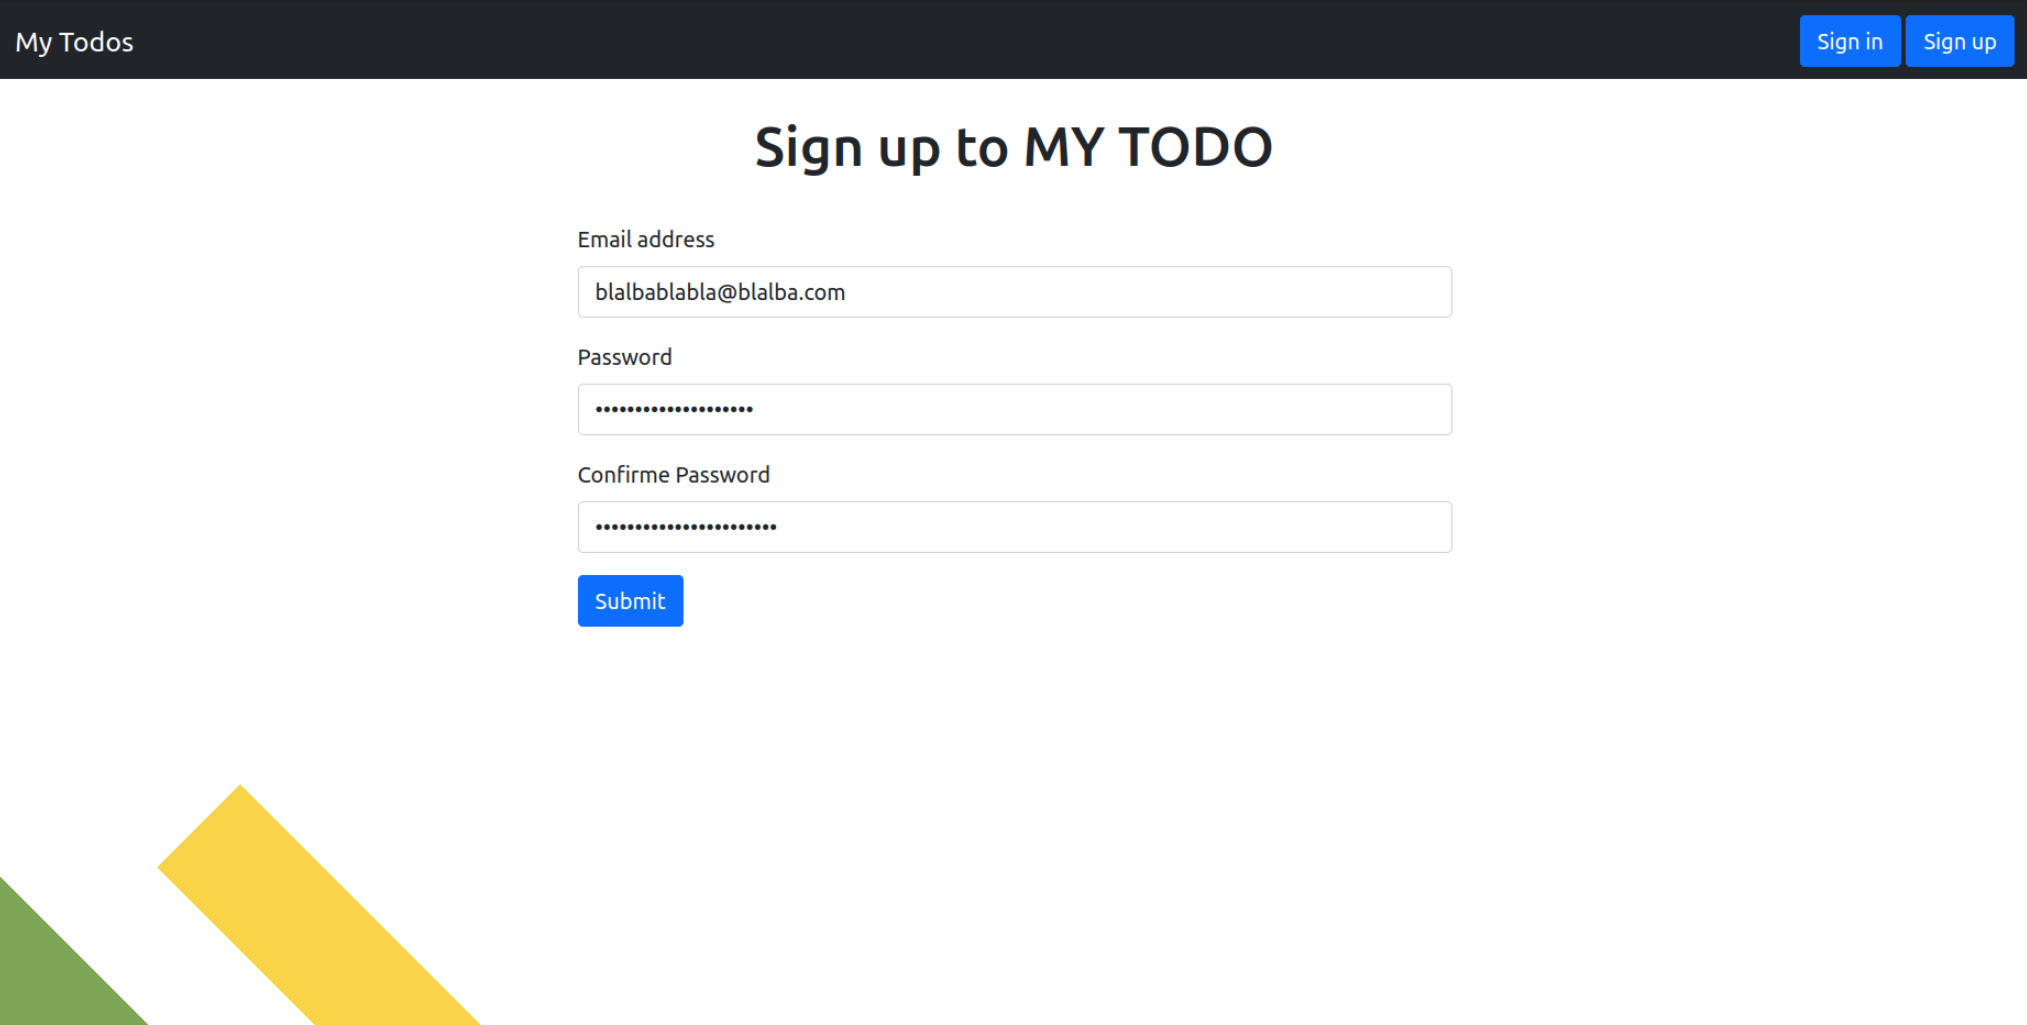 My Todos
Sign in
Sign up
Sign up to MY TODO
Email address
blalbablabla@blalba.com
Password
••••••••••••••••••••
Confirme Password
•••••••••••••••••••••••
Submit